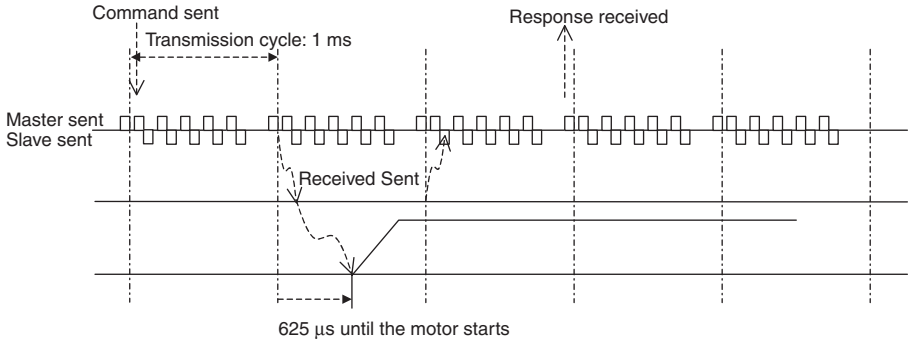 Command sent
Response received
Transmission cycle: 1 ms
Master sent
Slave sent
Received Sent
625 μs until the motor starts